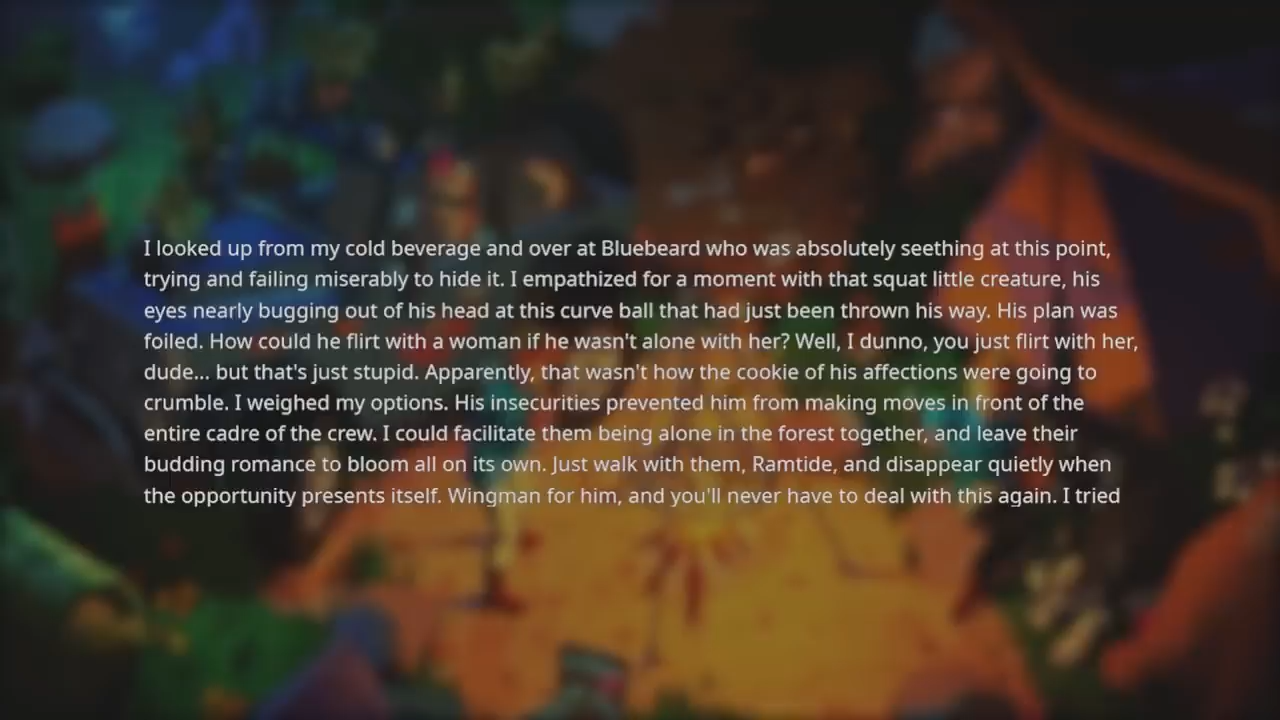 I looked up from my cold beverage and over at Bluebeard who was absolutely seething at this point,
trying and failing miserably to hide it. I empathized for a moment with that squat little creature, his
eyes nearly bugging out of his head at this curve ball that had just been thrown his way. His plan was
foiled. How could he flirt with a woman if he wasn't alone with her? Well, I dunno, you just flirt with her,
dude... but that's just stupid. Apparently, that wasn't how the cookie of his affections were going to
crumble. I weighed my options. His insecurities prevented him from making moves in front of the
entire cadre of the crew. I could facilitate them being alone in the forest together, and leave their
budding romance to bloom all on its own. Just walk with them, Ramtide, and disappear quietly when
the opportunity presents itself. Wingman for him, and you'll never have to deal with this again. I tried